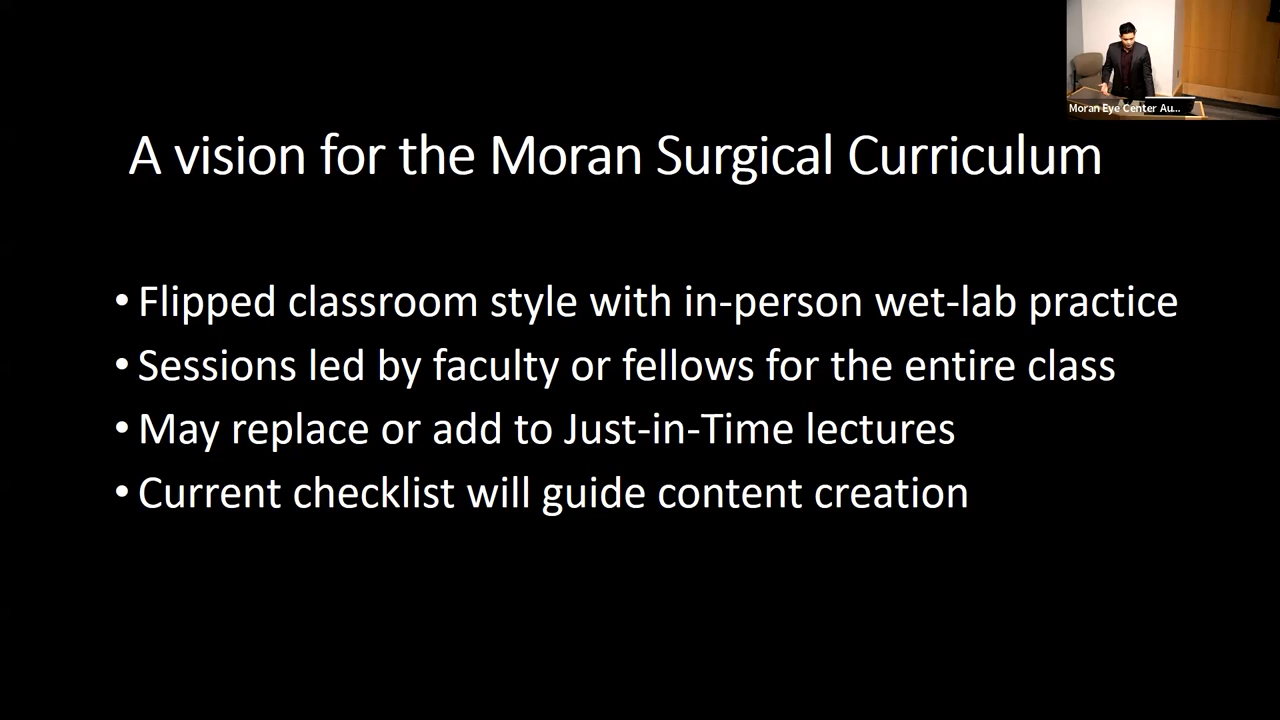 Moran Eye Center Au...
A vision for the Moran Surgical Curriculum
• Flipped classroom style with in-person wet-lab practice
• Sessions led by faculty or fellows for the entire class
• May replace or add to Just-in-Time lectures
• Current checklist will guide content creation